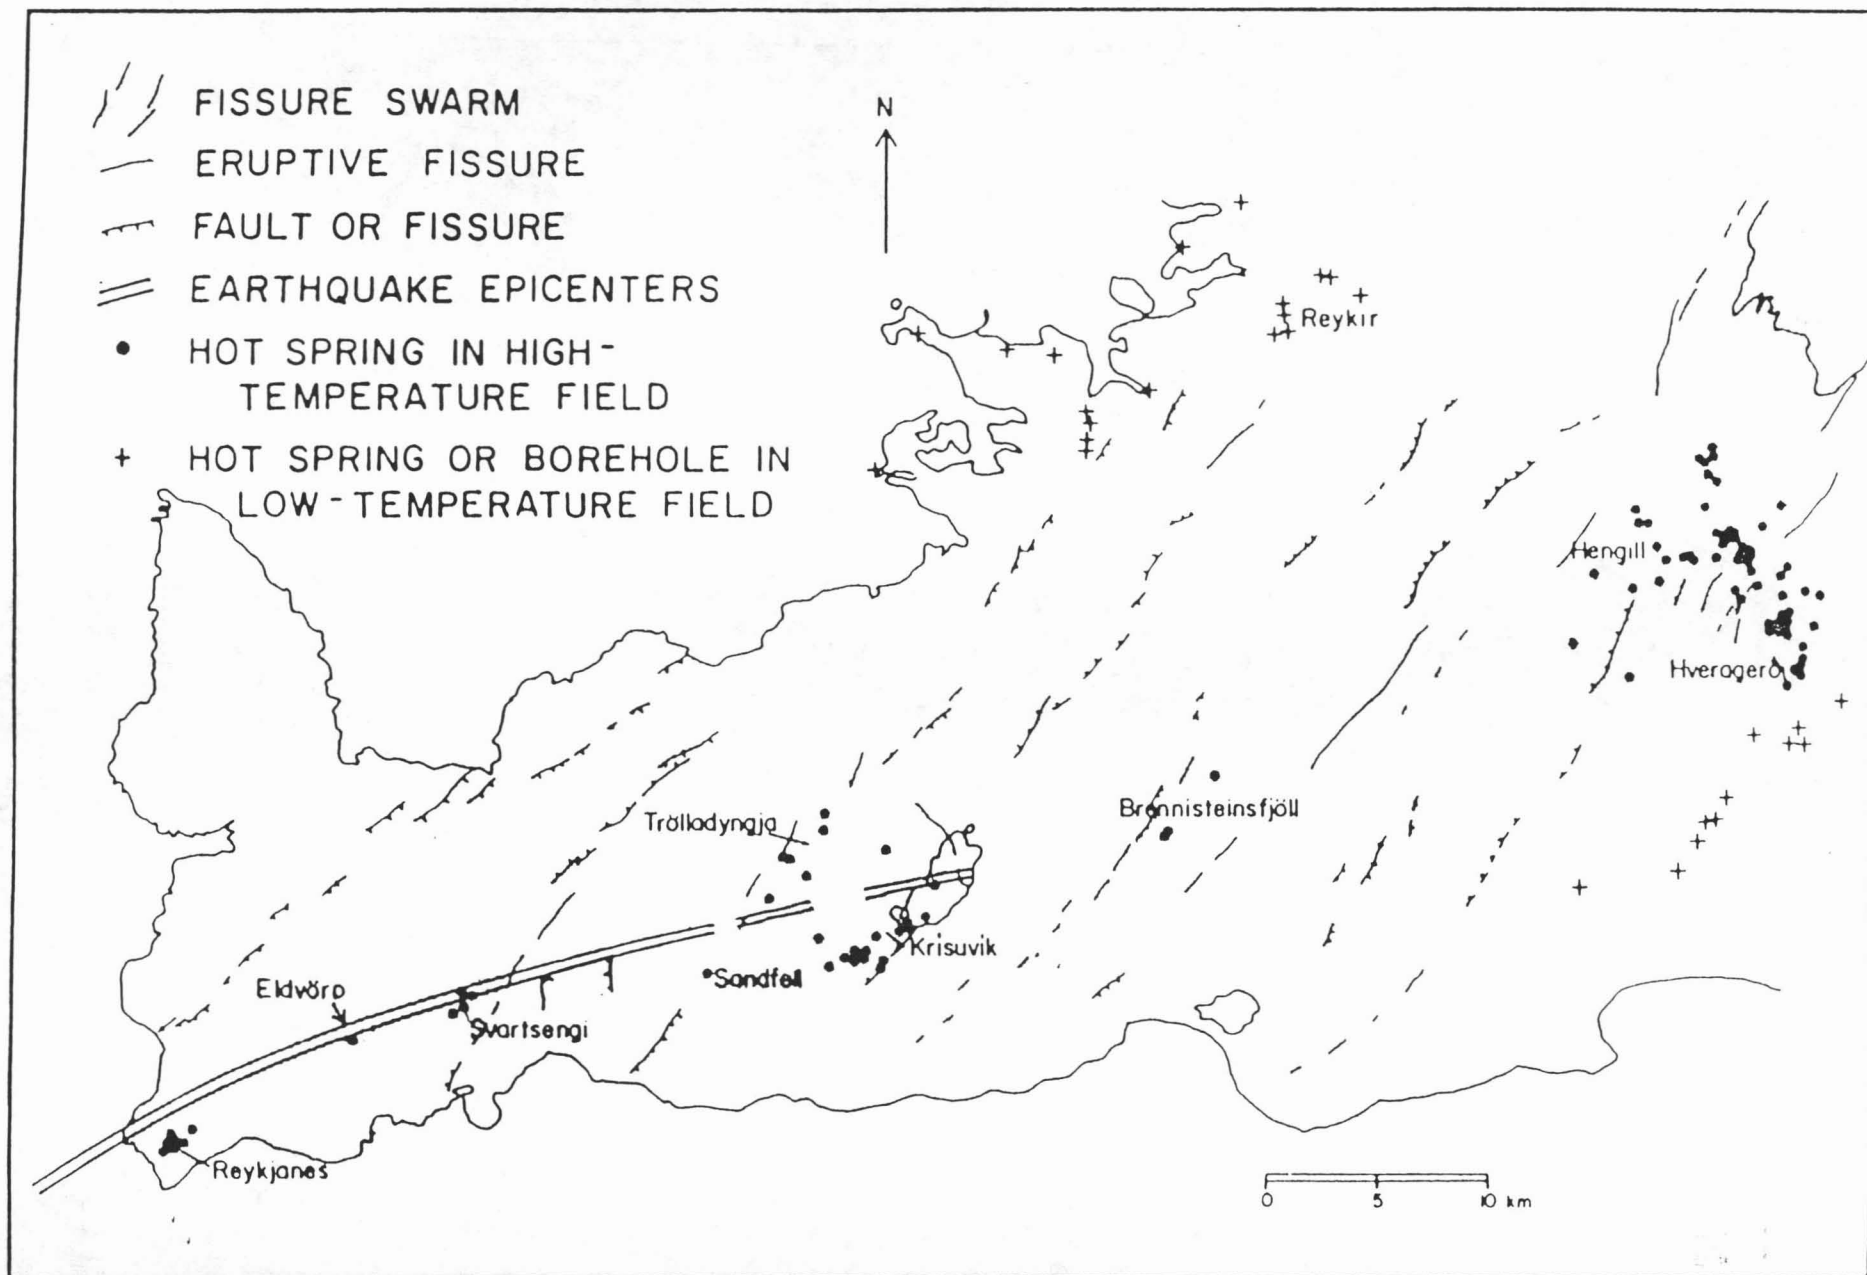 FISSURE SWARM
ERUPTIVE FISSURE
FAULT OR FISSURE
EARTHQUAKE EPICENTERS
HOT SPRING IN HIGH-
TEMPERATURE FIELD
HOT SPRING OR BOREHOLE IN
LOW-TEMPERATURE FIELD
N
Reykir
Hengill
Hveragerð
Brennisteinsfjöll
Trölladyngja
Krisuvik
Sandfell
Eldvörp
Svartsengi
Reykjanes
0 5 10 km